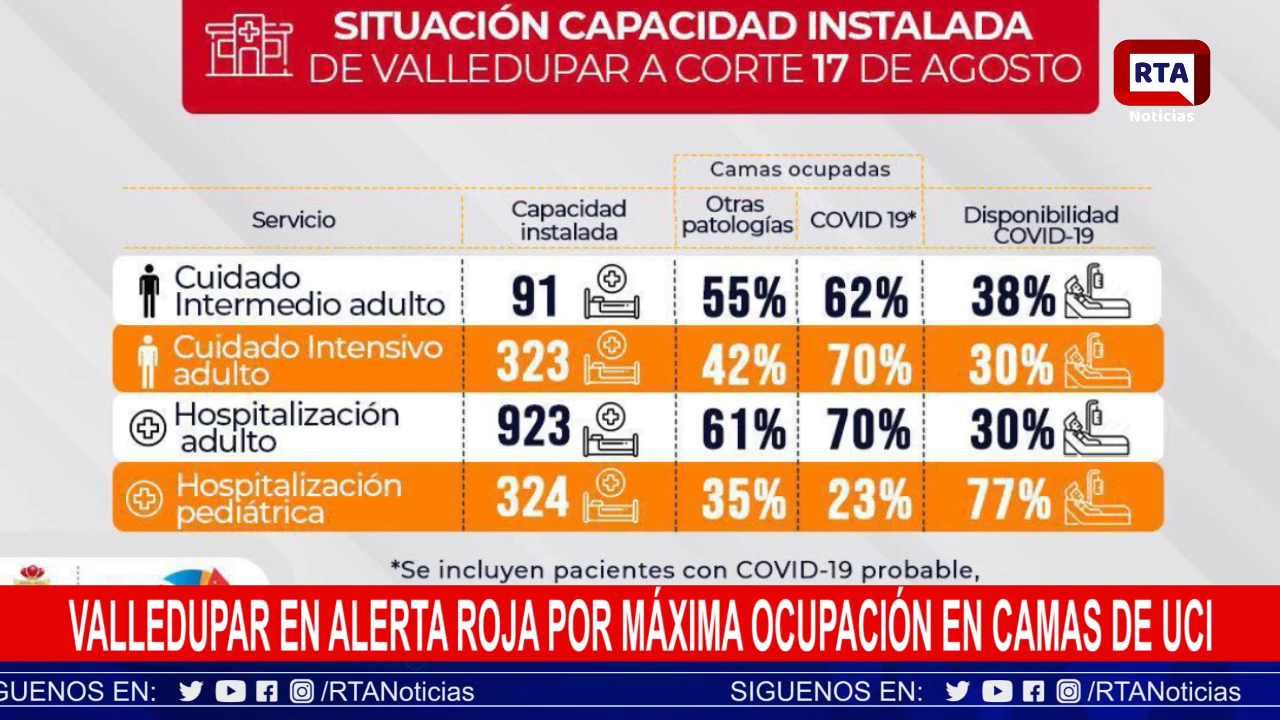 SITUACIÓN CAPACIDAD INSTALADA
DE VALLEDUPAR A CORTE 17 DE AGOSTO
RTA
Noticias
Camas ocupadas
Servicio
Capacidad
instalada
Otras
patologías
COVID 19*
Disponibilidad
COVID-19
Cuidado
Intermedio adulto
91
55%
62%
38%
Cuidado Intensivo
adulto
323
42%
70%
30%
Hospitalización
adulto
923
61%
70%
30%
Hospitalización
pediátrica
324
35%
23%
77%
*Se incluyen pacientes con COVID-19 probable,
VALLEDUPAR EN ALERTA ROJA POR MÁXIMA OCUPACIÓN EN CAMAS DE UCI
GUENOS EN: /RTANoticias
SIGUENOS EN: /RTANoticias